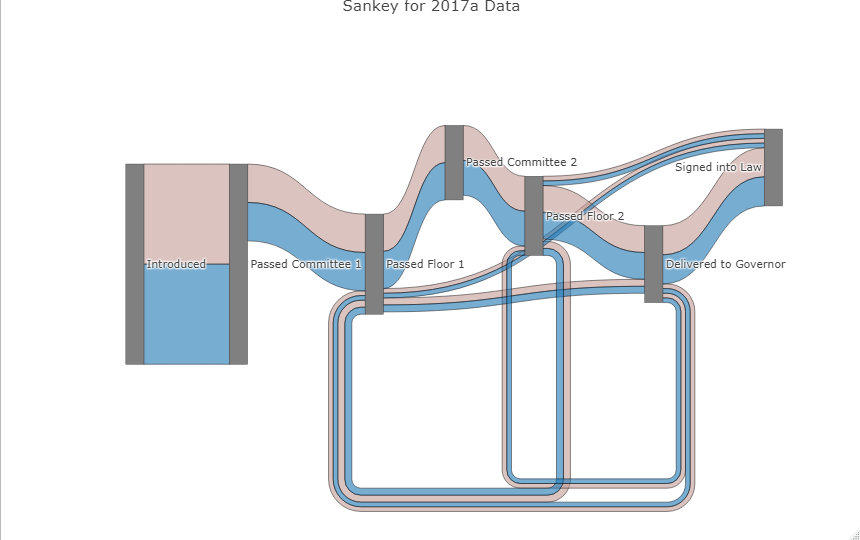 Sankey for 2017a Data
Passed Committee 2
Signed into Law
Passed Floor 2
Introduced
Passed Committee 1
Passed Floor 1
Delivered to Governor